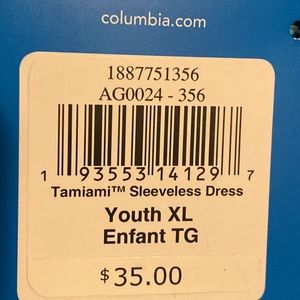 columbia.com
1887751356
AG0024 - 356
1 93553 14129 7
Tamiami™ Sleeveless Dress
Youth XL
Enfant TG
$35.00